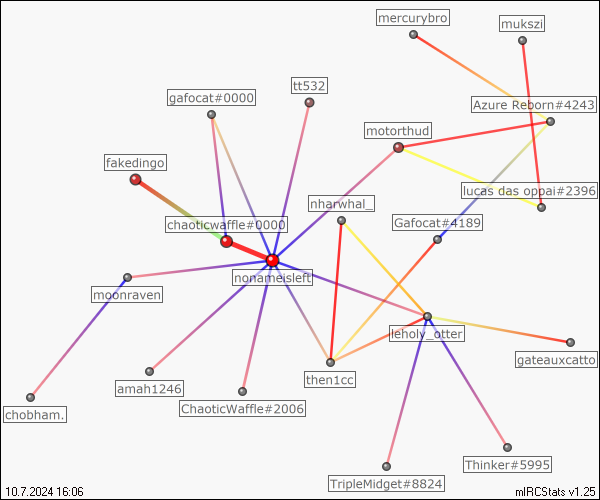 mercurybro
mukszi
tt532
gafocat#0000
Azure Reborn#4243
motorthud
fakedingo
lucas das oppai#2396
nharwhal_
chaoticwaffle#0000
Gafocat#4189
nonameisleft
moonraven
leholy_otter
gateauxcatto
then1cc
amah1246
ChaoticWaffle#2006
chobham.
Thinker#5995
TripleMidget#8824
10.7.2024 16:06
mIRCStats v1.25